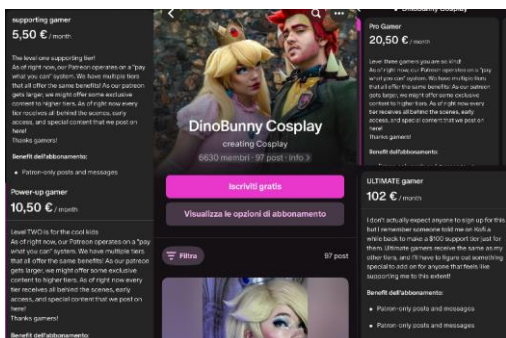 supporting gamer
5,50 € / month
The level one supporting tier!
As of right now, our Patreon operates on a "pay
what you can" system. We have multiple tiers
that all offer the same benefits! As our patreon
gets larger, we might offer some exclusive
content to higher tiers. As of right now every
tier receives all behind the scenes, early
access, and special content that we post on
here!
Thanks gamers!
Benefit dell'abbonamento:
• Patron-only posts and messages
Power-up gamer
10,50 € / month
Level TWO is for the cool kids
As of right now, our Patreon operates on a "pay
what you can" system. We have multiple tiers
that all offer the same benefits! As our patreon
gets larger, we might offer some exclusive
content to higher tiers. As of right now every
tier receives all behind the scenes, early
access, and special content that we post on
here!
Thanks gamers!
Benefit dell'abbonamento:
DinoBunny Cosplay
creating Cosplay
6630 membri · 97 post · Info >
Iscriviti gratis
Visualizza le opzioni di abbonamento
Filtra
97 post
DinoBunny Cosplay
Pro Gamer
20,50 € / month
Level three gamers you are so kind!
As of right now, our Patreon operates on a "pay
what you can" system. We have multiple tiers
that all offer the same benefits! As our patreon
gets larger, we might offer some exclusive
content to higher tiers. As of right now every
tier receives all behind the scenes, early
access, and special content that we post on
here!
Thanks gamers!
Benefit dell'abbonamento:
ULTIMATE gamer
102 € / month
I don't actually expect anyone to sign up for this
but I remember someone told me on Kofi a
while back to make a $100 support tier just for
them. Ultimate gamers receive the same as my
other tiers, and I'll have to figure out something
special to add on for anyone that feels like
supporting me to this extent!
Benefit dell'abbonamento:
• Patron-only posts and messages
• Patron-only posts and messages